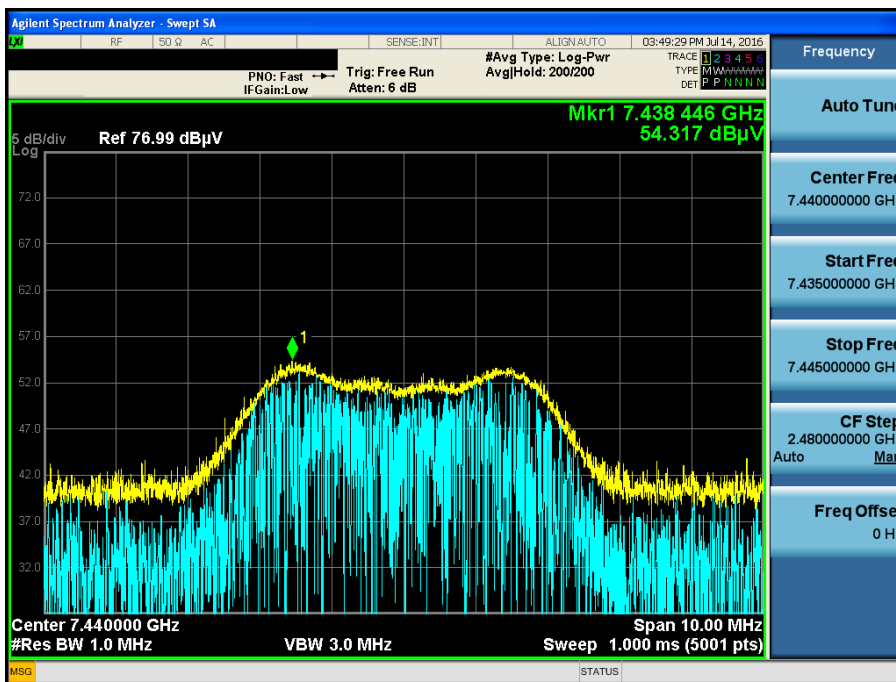 Agilent Spectrum Analyzer - Swept SA
LXI RF 50 Ω AC SENSE:INT ALIGN AUTO 03:49:29 PM Jul 14, 2016
PNO: Fast Trig: Free Run #Avg Type: Log-Pwr TRACE 1 2 3 4 5 6
IFGain:Low Atten: 6 dB Avg|Hold: 200/200 TYPE MWWWWW
DET P P N N N N
Mkr1 7.438 446 GHz
54.317 dBµV
5 dB/div Ref 76.99 dBµV
Log
72.0
67.0
62.0
57.0
1
52.0
47.0
42.0
37.0
32.0
Center 7.440000 GHz Span 10.00 MHz
#Res BW 1.0 MHz VBW 3.0 MHz Sweep 1.000 ms (5001 pts)
MSG STATUS
Frequency
Auto Tune
Center Fre
7.440000000 GH
Start Fre
7.435000000 GH
Stop Fre
7.445000000 GH
CF Step
2.480000000 GH
Auto Ma
Freq Offse
0 H